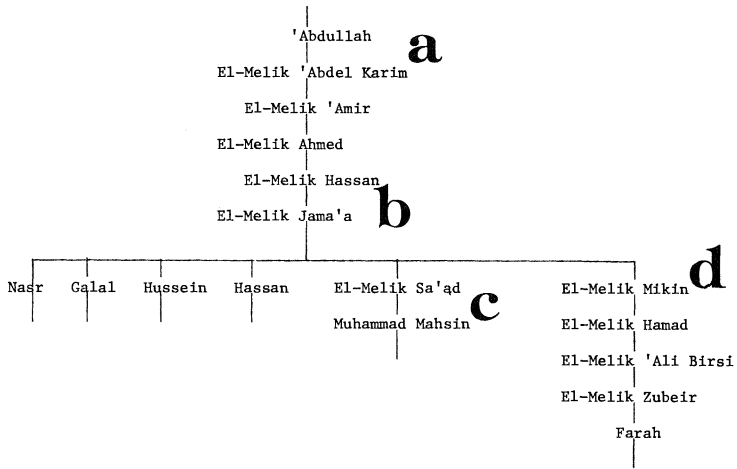 'Abdullah
a
El-Melik 'Abdel Karim
El-Melik 'Amir
El-Melik Ahmed
El-Melik Hassan
El-Melik Jama'a
b
Nasr Galal Hussein Hassan El-Melik Sa'ąd El-Melik Mikin
d
c
Muhammad Mahsin El-Melik Hamad
El-Melik 'Ali Birsi
El-Melik Zubeir
Farah